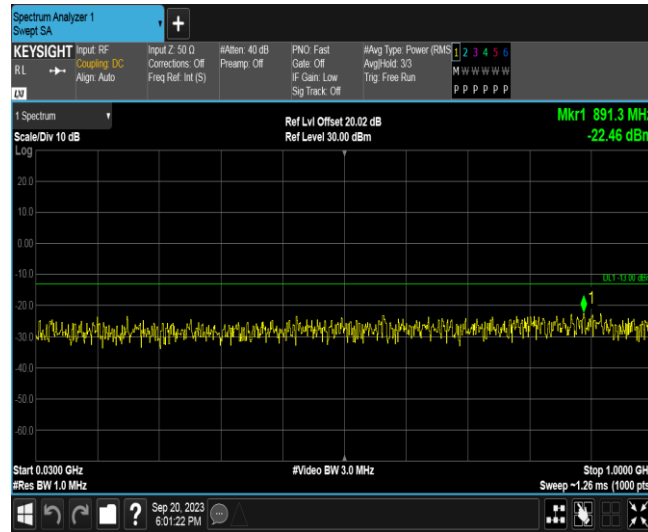 Spectrum Analyzer 1
Swept SA
KEYSIGHT
RL
LXI
Input: RF
Coupling: DC
Align: Auto
Input Z: 50 Ω
Corrections: Off
Freq Ref: Int (S)
#Atten: 40 dB
Preamp: Off
PNO: Fast
Gate: Off
IF Gain: Low
Sig Track: Off
#Avg Type: Power (RMS
Avg|Hold: 3/3
Trig: Free Run
1 2 3 4 5 6
M W W W W W
P P P P P P
1 Spectrum
Scale/Div 10 dB
Log
Ref Lvl Offset 20.02 dB
Ref Level 30.00 dBm
Mkr1 891.3 MHz
-22.46 dBm
20.0
10.0
0.00
-10.0
DL1 -13.00 dBm
1
-20.0
-30.0
-40.0
-50.0
-60.0
Start 0.0300 GHz
#Res BW 1.0 MHz
#Video BW 3.0 MHz
Stop 1.0000 GHz
Sweep ~1.26 ms (1000 pts)
?
Sep 20, 2023
6:01:22 PM